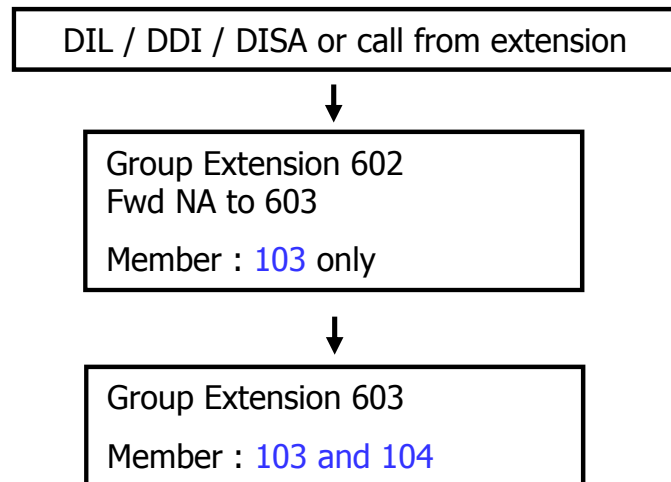 DIL / DDI / DISA or call from extension
Group Extension 602
Fwd NA to 603
Member : 103 only
Group Extension 603
Member : 103 and 104